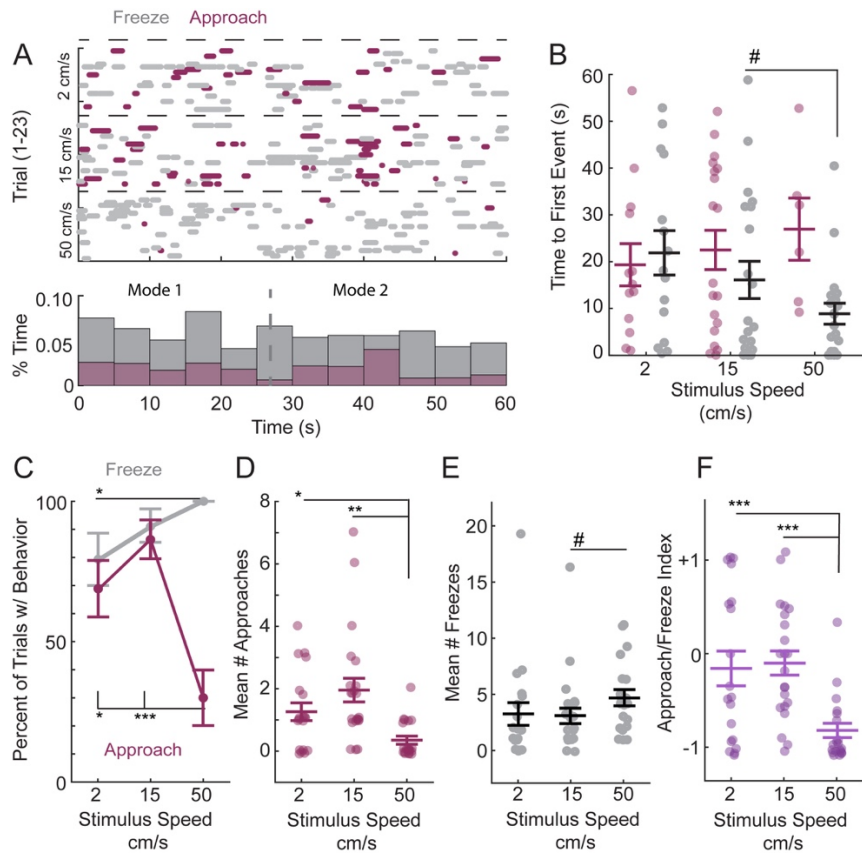 Freeze Approach
A
Trial (1-23)
2 cm/s
15 cm/s
50 cm/s
Mode 1 Mode 2
% Time
0.10
0.05
0
0 10 20 30 40 50 60
Time (s)
B
#
Time to First Event (s)
60
50
40
30
20
10
0
2 15 50
Stimulus Speed
(cm/s)
C
Freeze
*
Percent of Trials w/ Behavior
100
50
0
* ***
Approach
2 15 50
Stimulus Speed
cm/s
D
*
**
Mean # Approaches
8
6
4
2
0
2 15 50
Stimulus Speed
cm/s
E
#
Mean # Freezes
20
15
10
5
0
2 15 50
Stimulus Speed
cm/s
F
***
***
Approach/Freeze Index
+1
0
-1
2 15 50
Stimulus Speed
cm/s